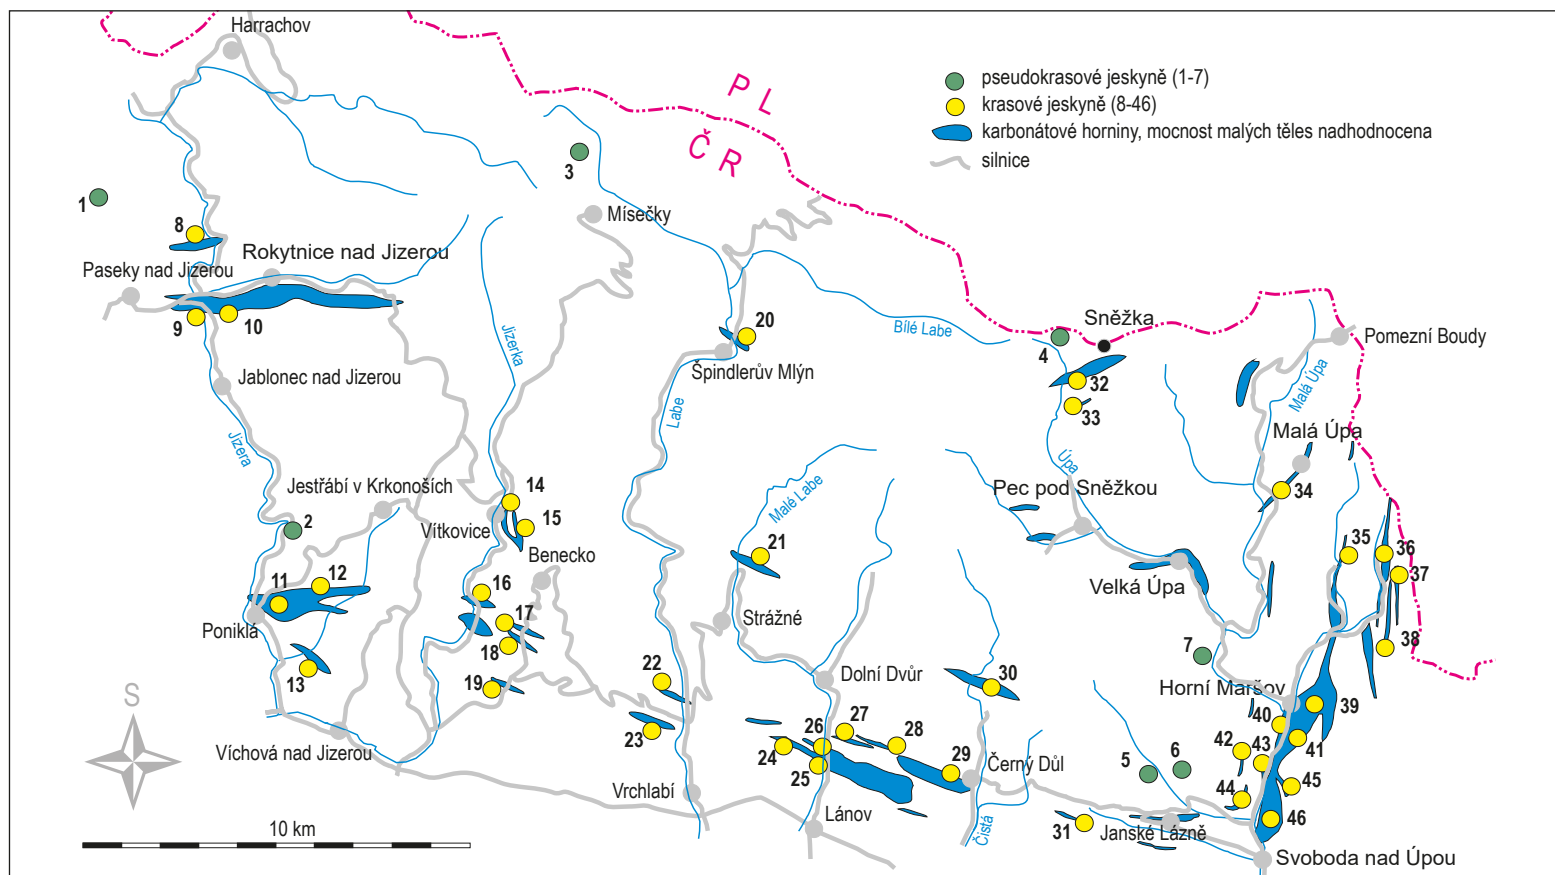 Harrachov
PL
ČR
pseudokrasové jeskyně (1-7)
krasové jeskyně (8-46)
karbonátové horniny, mocnost malých těles nadhodnocena
silnice
3
1
Mísečky
8
Rokytnice nad Jizerou
Paseky nad Jizerou
9
10
Jizerka
20
Bílé Labe
Sněžka
4
Pomezní Boudy
Špindlerův Mlýn
Jablonec nad Jizerou
32
33
Malá Úpa
Labe
Jizera
Malá Úpa
Úpa
Jestřábí v Krkonoších
14
Malé Labe
Pec pod Sněžkou
34
2
Vítkovice
15
Benecko
21
35
36
37
12
11
16
Velká Úpa
Poniklá
17
Strážné
18
7
38
13
19
22
Dolní Dvůr
30
Horní Maršov
39
23
27
28
26
24
25
29
40
41
42
43
Víchová nad Jizerou
Vrchlabí
Černý Důl
5
6
44
45
S
10 km
Lánov
Čistá
31
Janské Lázně
46
Svoboda nad Úpou